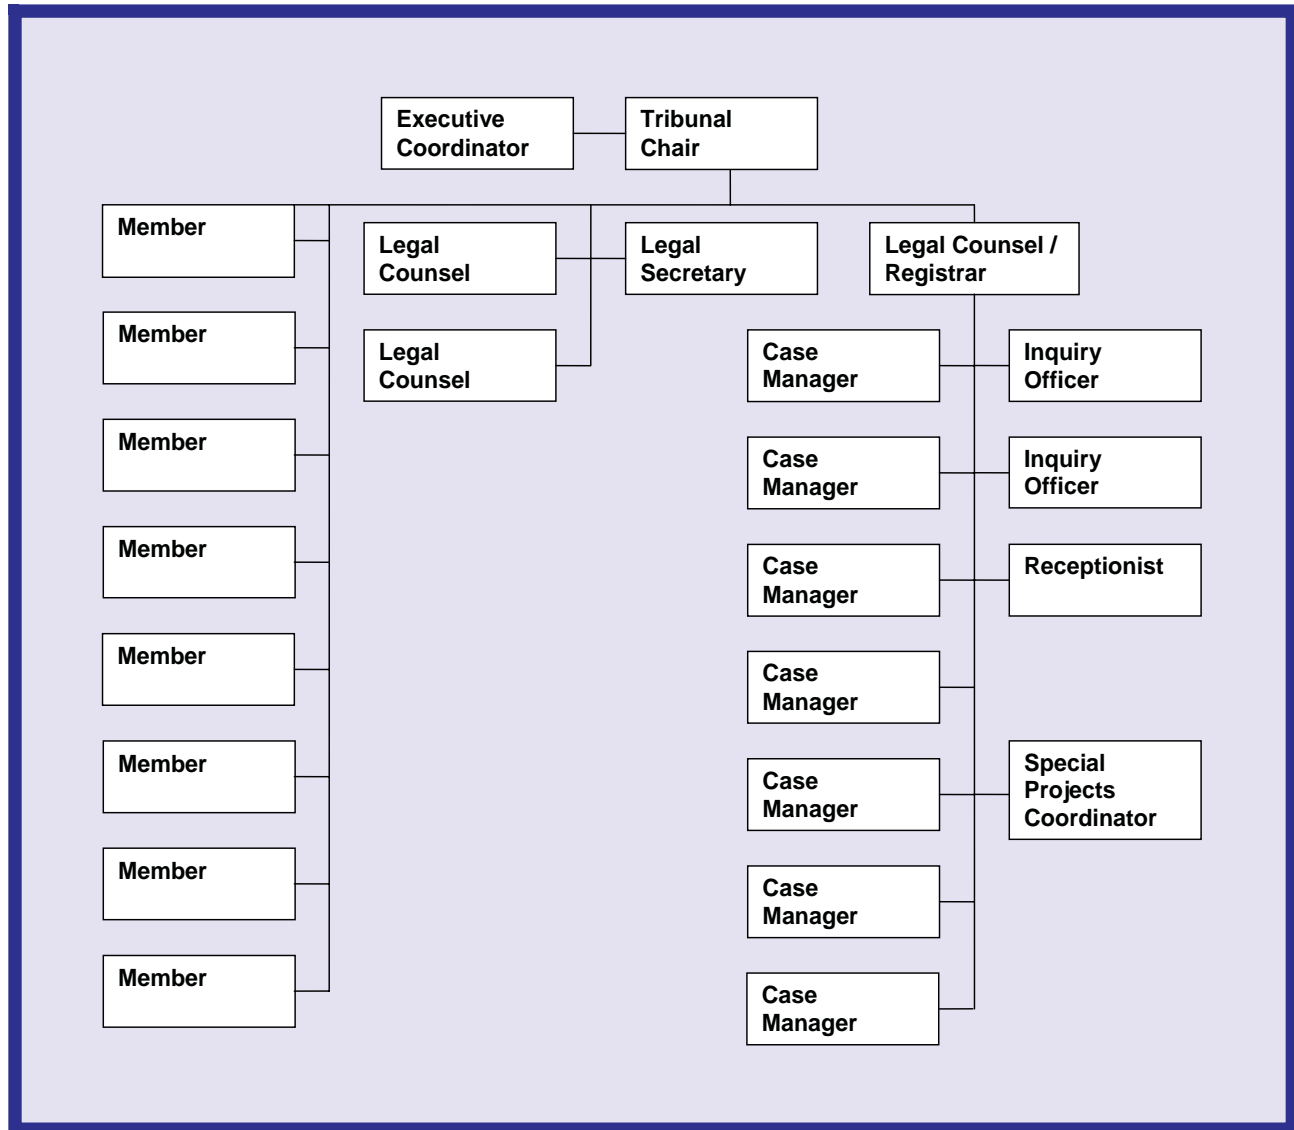 Executive
Coordinator
Tribunal
Chair
Member
Legal
Counsel
Legal
Secretary
Legal Counsel /
Registrar
Member
Legal
Counsel
Case
Manager
Inquiry
Officer
Member
Case
Manager
Inquiry
Officer
Member
Case
Manager
Receptionist
Member
Case
Manager
Member
Case
Manager
Special
Projects
Coordinator
Member
Case
Manager
Member
Case
Manager